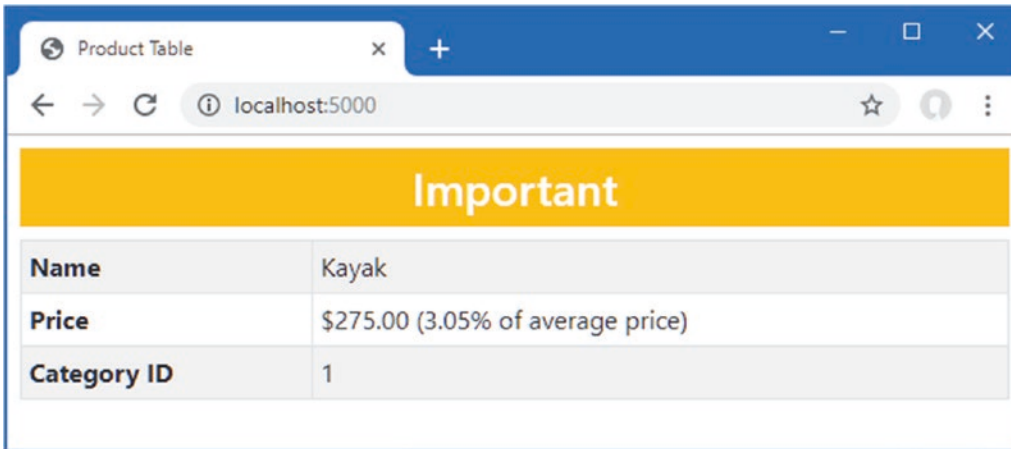 Product Table
localhost:5000
Important
Name Kayak
Price $275.00 (3.05% of average price)
Category ID 1